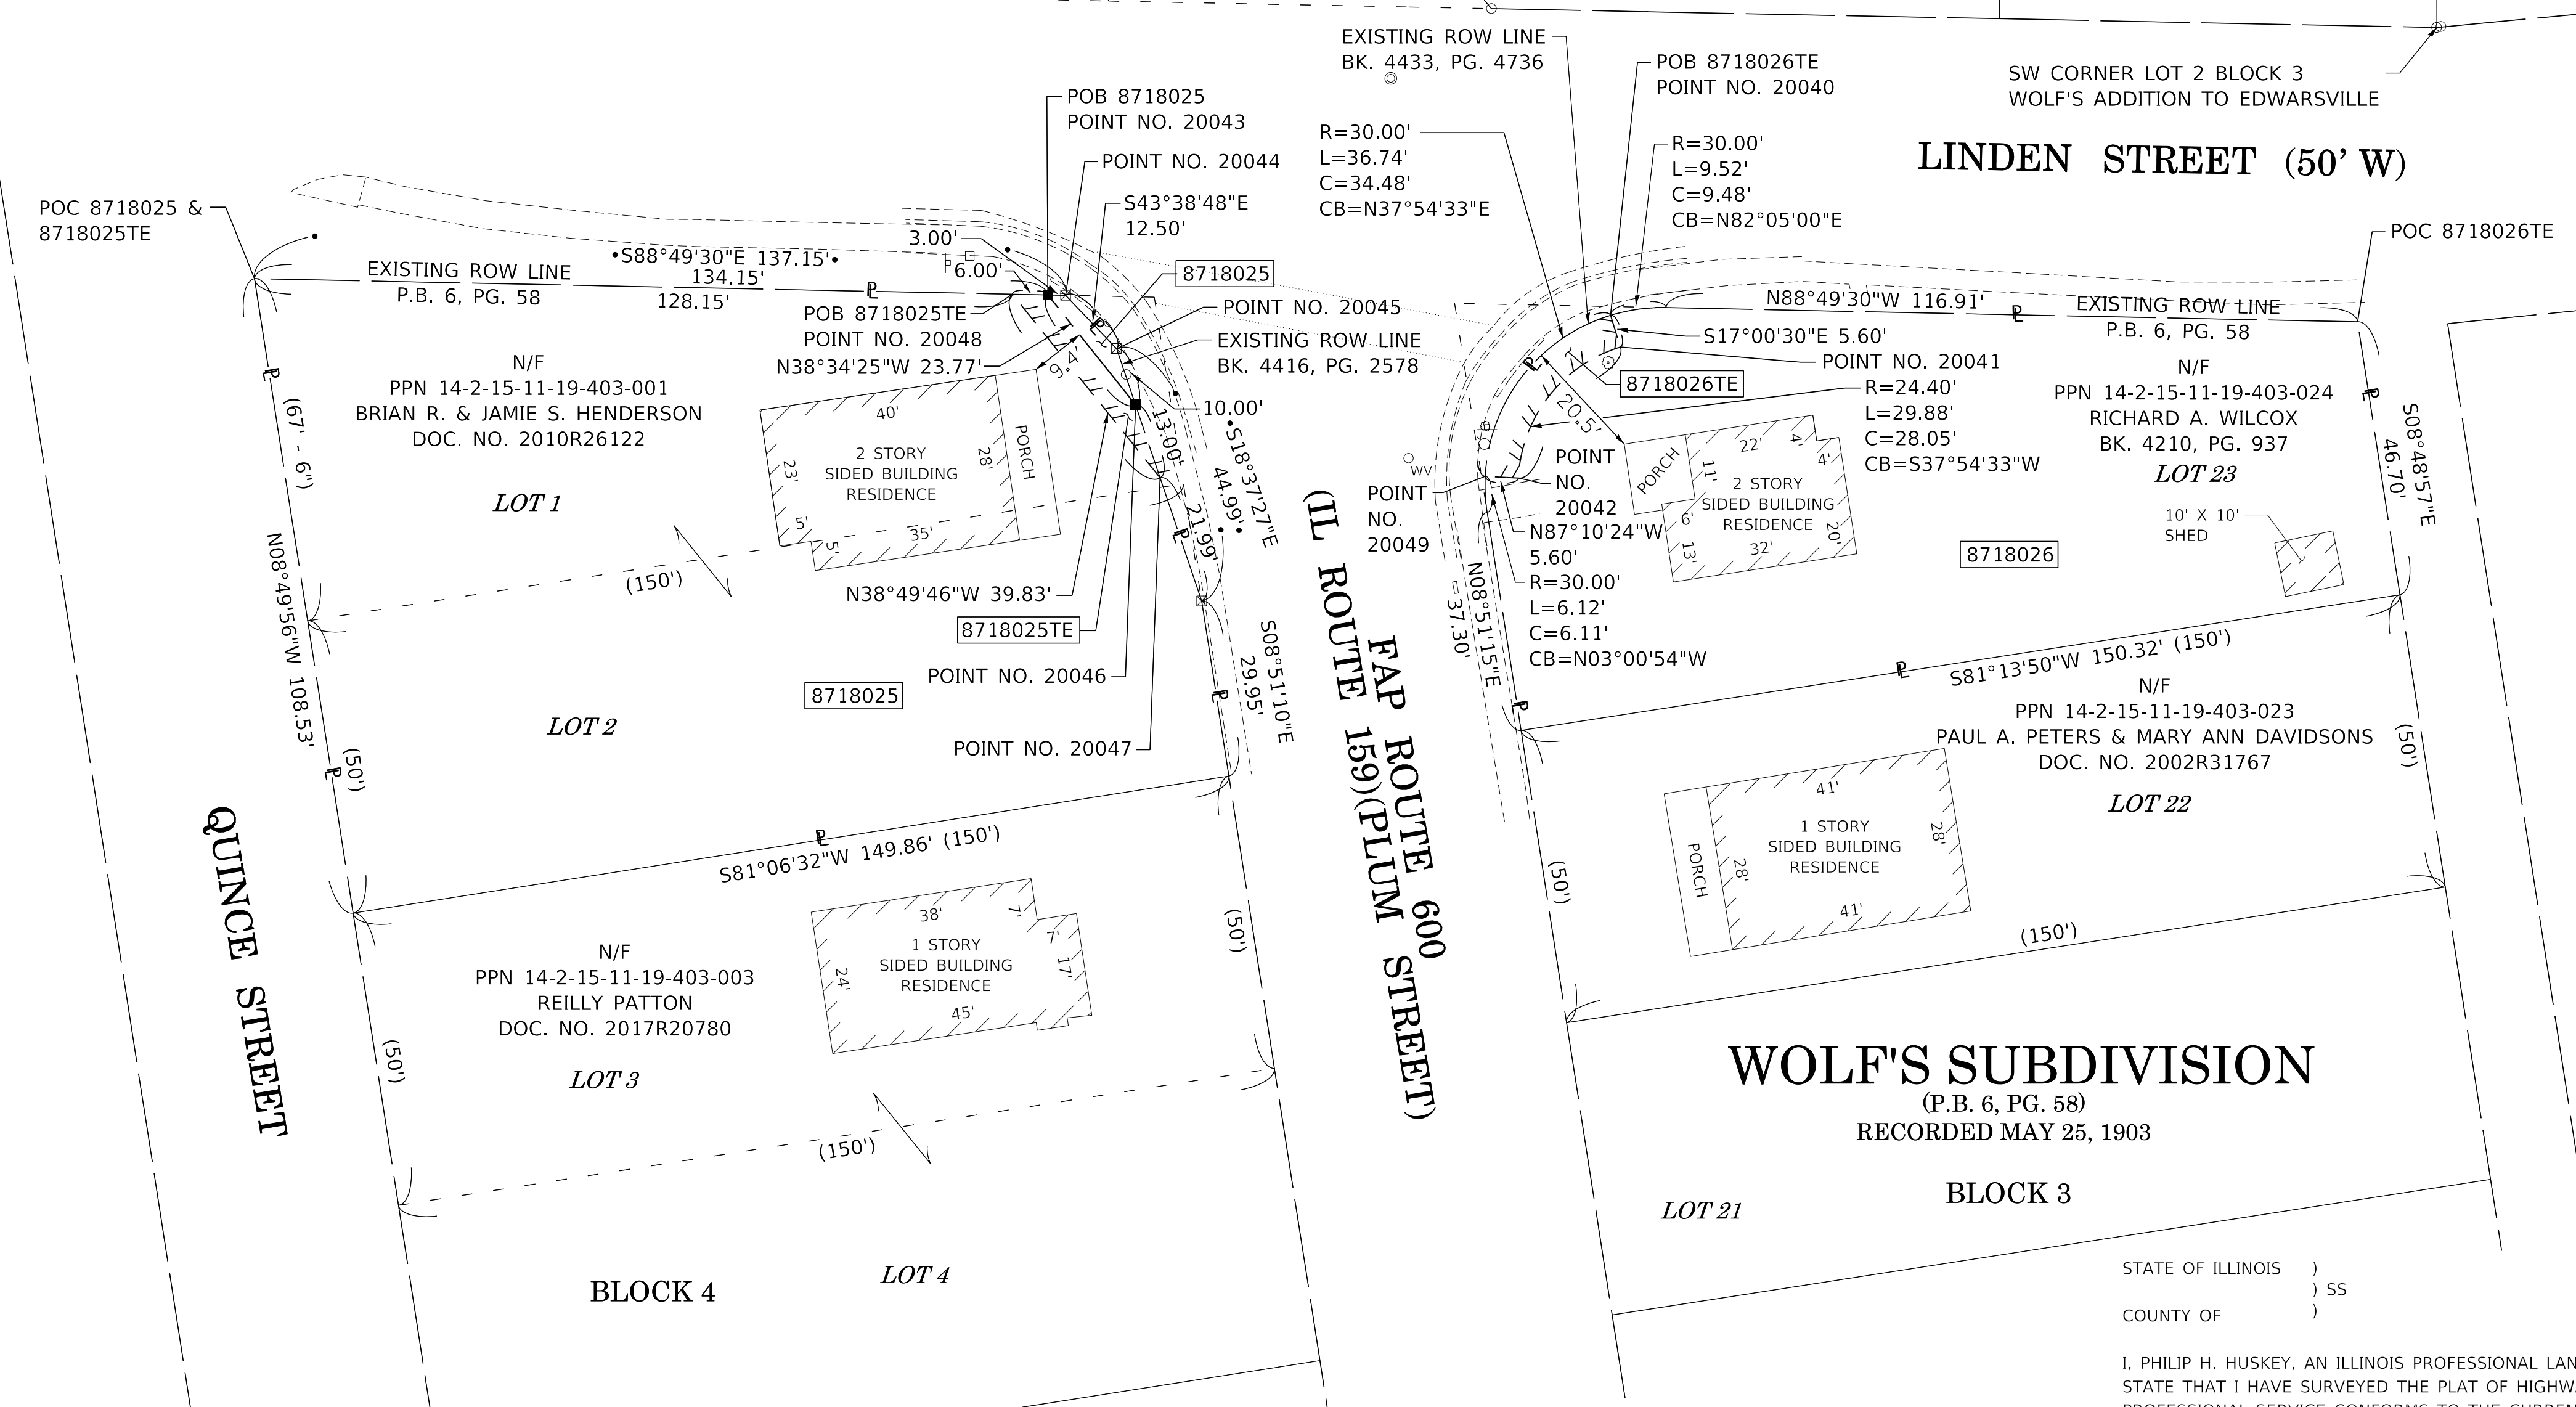 EXISTING ROW LINE
BK. 4433, PG. 4736
POB 8718026TE
POINT NO. 20040
SW CORNER LOT 2 BLOCK 3
WOLF'S ADDITION TO EDWARSVILLE
POB 8718025
POINT NO. 20043
POINT NO. 20044
S43°38'48"E
12.50'
R=30.00'
L=36.74'
C=34.48'
CB=N37°54'33"E
R=30.00'
L=9.52'
C=9.48'
CB=N82°05'00"E
LINDEN STREET (50' W)
POC 8718025 &
8718025TE
POC 8718026TE
3.00'
6.00'
S88°49'30"E 137.15'
134.15'
128.15'
EXISTING ROW LINE
P.B. 6, PG. 58
8718025
POINT NO. 20045
EXISTING ROW LINE
BK. 4416, PG. 2578
POB 8718025TE
POINT NO. 20048
N38°34'25"W 23.77'
9.4'
10.00'
13.00'
S18°37'27"E
44.99'
21.99'
N88°49'30"W 116.91'
EXISTING ROW LINE
P.B. 6, PG. 58
S17°00'30"E 5.60'
POINT NO. 20041
8718026TE
R=24.40'
L=29.88'
C=28.05'
CB=S37°54'33"W
20.5'
N/F
PPN 14-2-15-11-19-403-001
BRIAN R. & JAMIE S. HENDERSON
DOC. NO. 2010R26122
LOT 1
(67' - 6")
N08°49'56"W 108.53'
40'
23'
2 STORY
SIDED BUILDING
RESIDENCE
28'
PORCH
5'
5'
35'
(150')
N/F
PPN 14-2-15-11-19-403-024
RICHARD A. WILCOX
BK. 4210, PG. 937
LOT 23
S08°48'57"E
46.70'
10' X 10'
SHED
8718026
22'
4'
4'
PORCH
11'
2 STORY
SIDED BUILDING
RESIDENCE
6'
13'
32'
20'
WV
POINT
NO.
20049
POINT
NO.
20042
N87°10'24"W
5.60'
R=30.00'
L=6.12'
C=6.11'
CB=N03°00'54"W
N08°51'15"E
37.30'
N38°49'46"W 39.83'
8718025TE
POINT NO. 20046
8718025
POINT NO. 20047
LOT 2
(50')
S08°51'10"E
29.95'
FAP ROUTE 600
(IL ROUTE 159)(PLUM STREET)
S81°13'50"W 150.32' (150')
N/F
PPN 14-2-15-11-19-403-023
PAUL A. PETERS & MARY ANN DAVIDSONS
DOC. NO. 2002R31767
LOT 22
(50')
41'
PORCH
28'
1 STORY
SIDED BUILDING
RESIDENCE
28'
41'
(50')
(150')
QUINCE STREET
S81°06'32"W 149.86' (150')
38'
7'
7'
1 STORY
SIDED BUILDING
RESIDENCE
24'
17'
45'
(50')
N/F
PPN 14-2-15-11-19-403-003
REILLY PATTON
DOC. NO. 2017R20780
LOT 3
(50')
(150')
WOLF'S SUBDIVISION
(P.B. 6, PG. 58)
RECORDED MAY 25, 1903
BLOCK 3
LOT 21
LOT 4
BLOCK 4
STATE OF ILLINOIS )
) SS
COUNTY OF )
I, PHILIP H. HUSKEY, AN ILLINOIS PROFESSIONAL LAN
STATE THAT I HAVE SURVEYED THE PLAT OF HIGHW